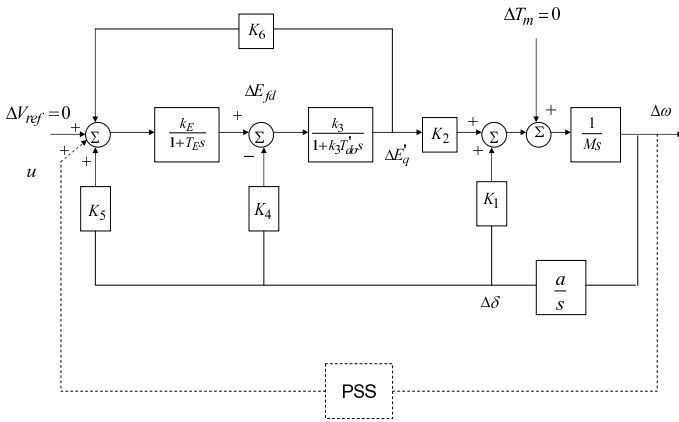 K6
ΔTm = 0
ΔEfd
ΔVref = 0
+
+
+
Σ
kE
1+TEs
+
−
Σ
k3
1+k3T'dos
ΔE'q
K2
+
+
Σ
+
Σ
1
Ms
Δω
u
K5
K4
K1
a
s
Δδ
PSS